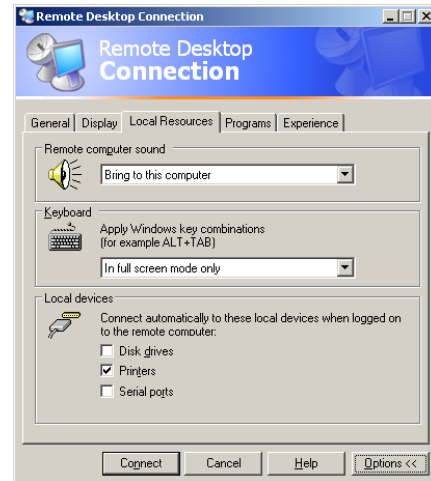 Remote Desktop Connection
Remote Desktop
Connection
General Display Local Resources Programs Experience
Remote computer sound
Bring to this computer
Keyboard
Apply Windows key combinations
(for example ALT+TAB)
In full screen mode only
Local devices
Connect automatically to these local devices when logged on
to the remote computer:
Disk drives
Printers
Serial ports
Connect Cancel Help Options <<